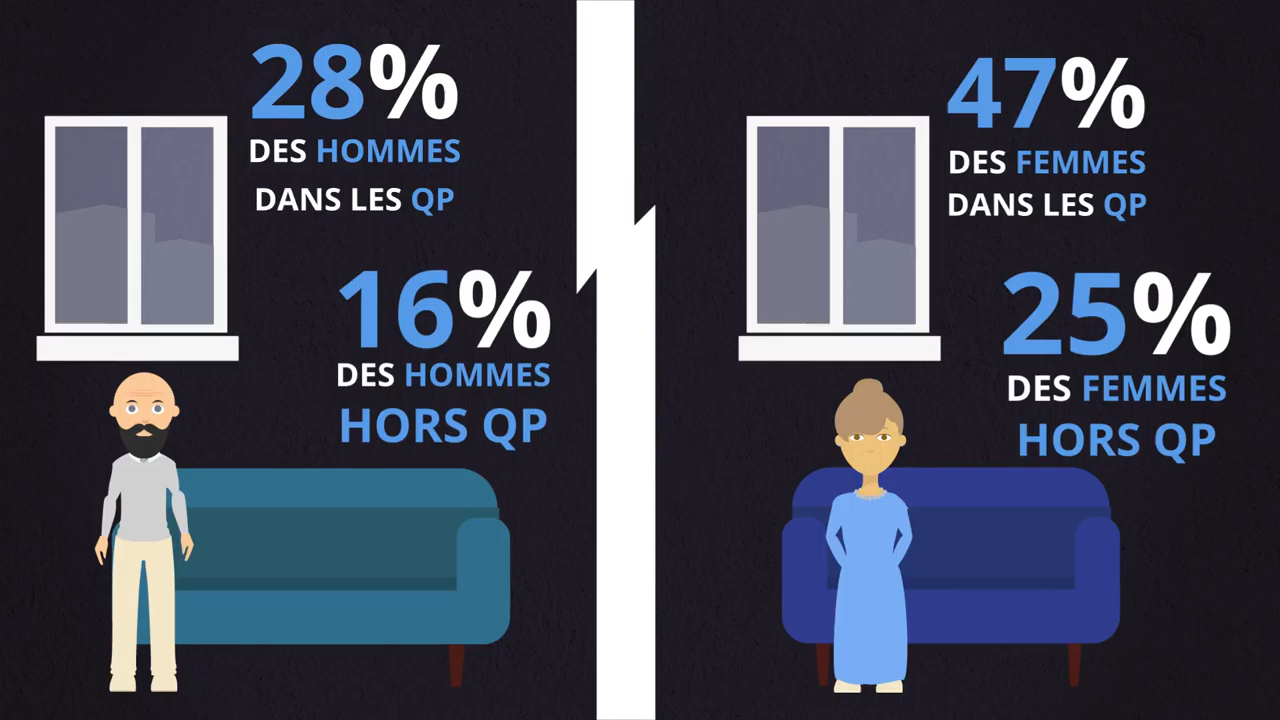 28%
DES HOMMES
DANS LES QP
16%
DES HOMMES
HORS QP
47%
DES FEMMES
DANS LES QP
25%
DES FEMMES
HORS QP